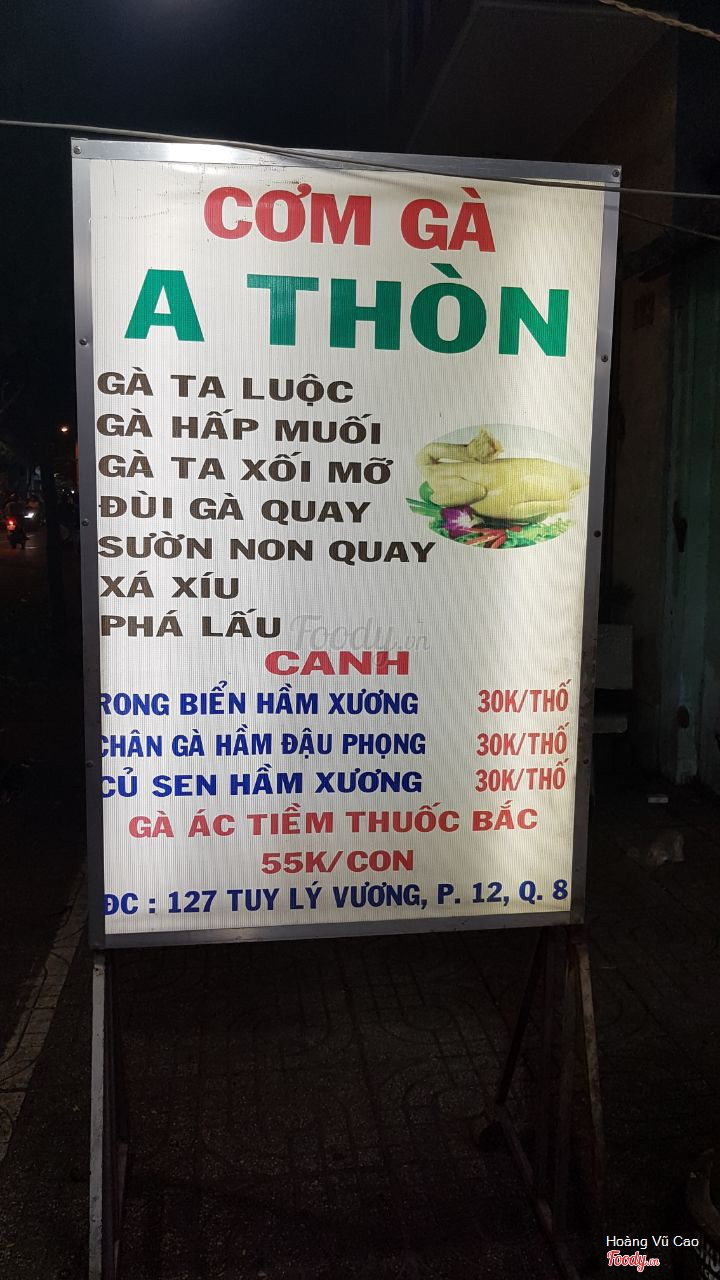 CƠM GÀ
A THÒN
GÀ TA LUỘC
GÀ HẤP MUỐI
GÀ TA XỐI MỠ
ĐÙI GÀ QUAY
SƯỜN NON QUAY
XÁ XÍU
PHÁ LẤU
Foody.vn
CANH
RONG BIỂN HẦM XƯƠNG 30K/THỐ
CHÂN GÀ HẦM ĐẬU PHỌNG 30K/THỐ
CỦ SEN HẦM XƯƠNG 30K/THỐ
GÀ ÁC TIỀM THUỐC BẮC
55K/CON
ĐC : 127 TUY LÝ VƯƠNG, P. 12, Q. 8
Hoàng Vũ Cao
Foody.vn